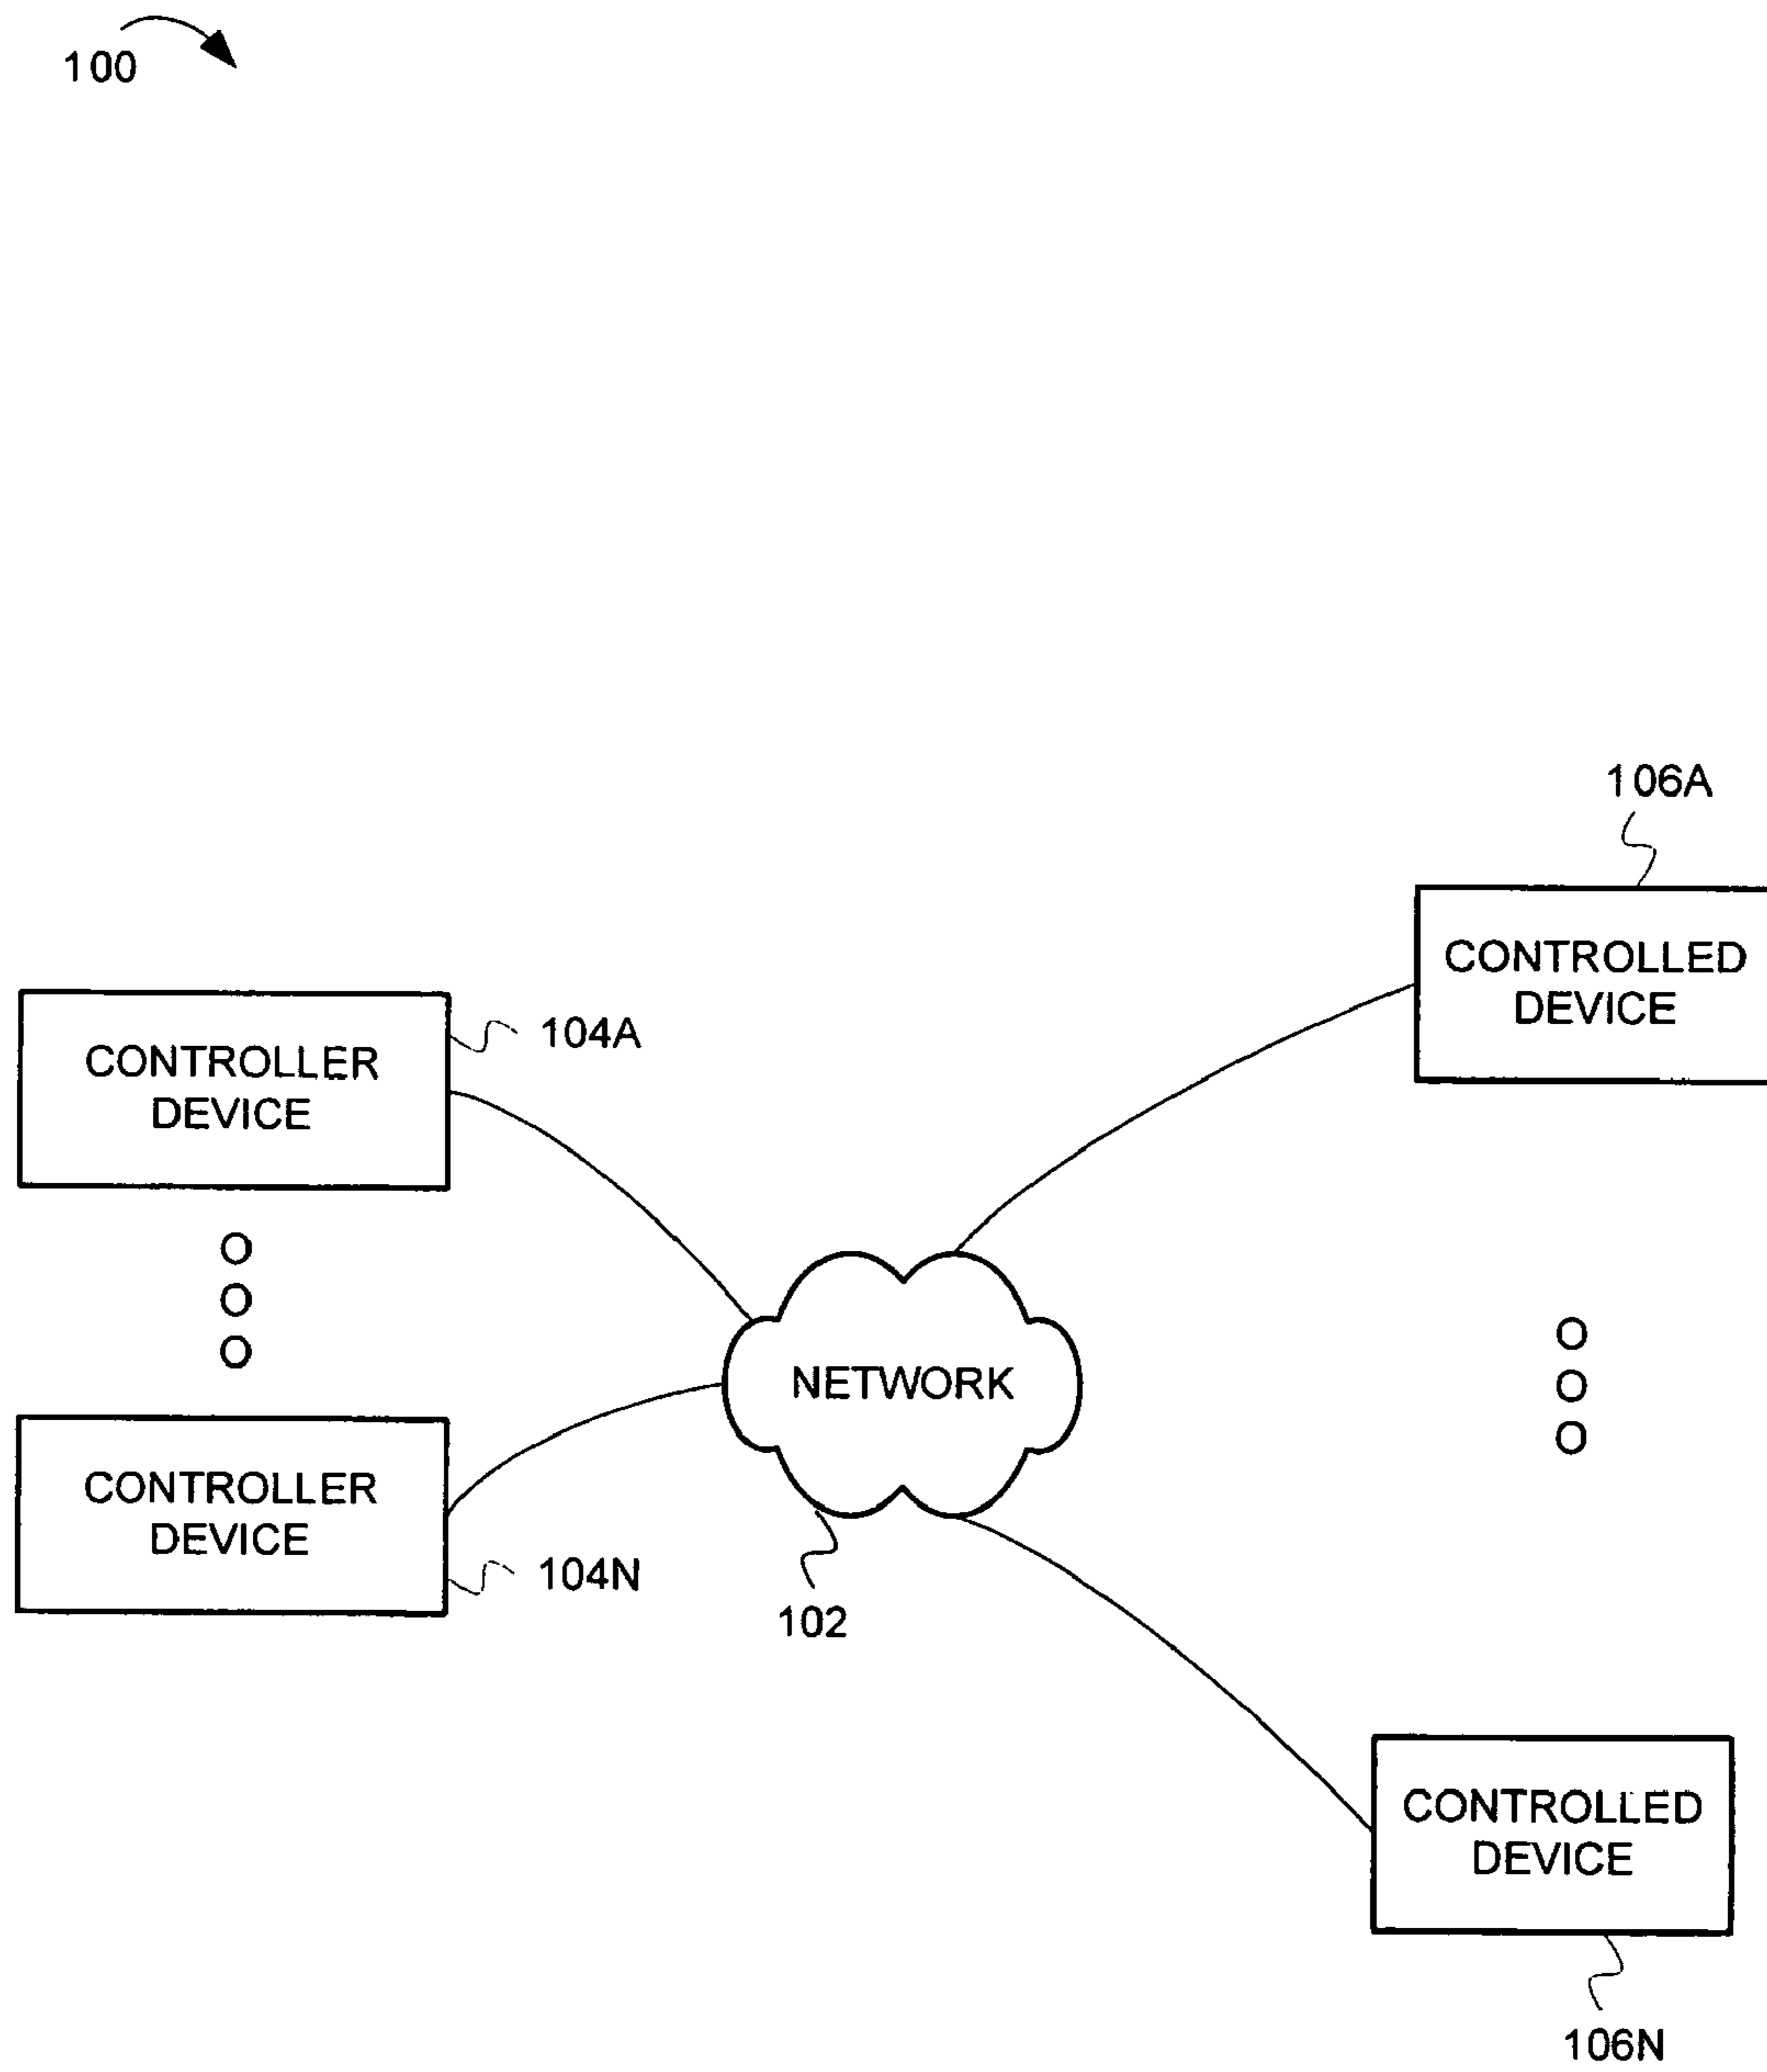 100
106A
CONTROLLED
DEVICE
104A
CONTROLLER
DEVICE
NETWORK
CONTROLLER
DEVICE
104N
102
CONTROLLED
DEVICE
106N